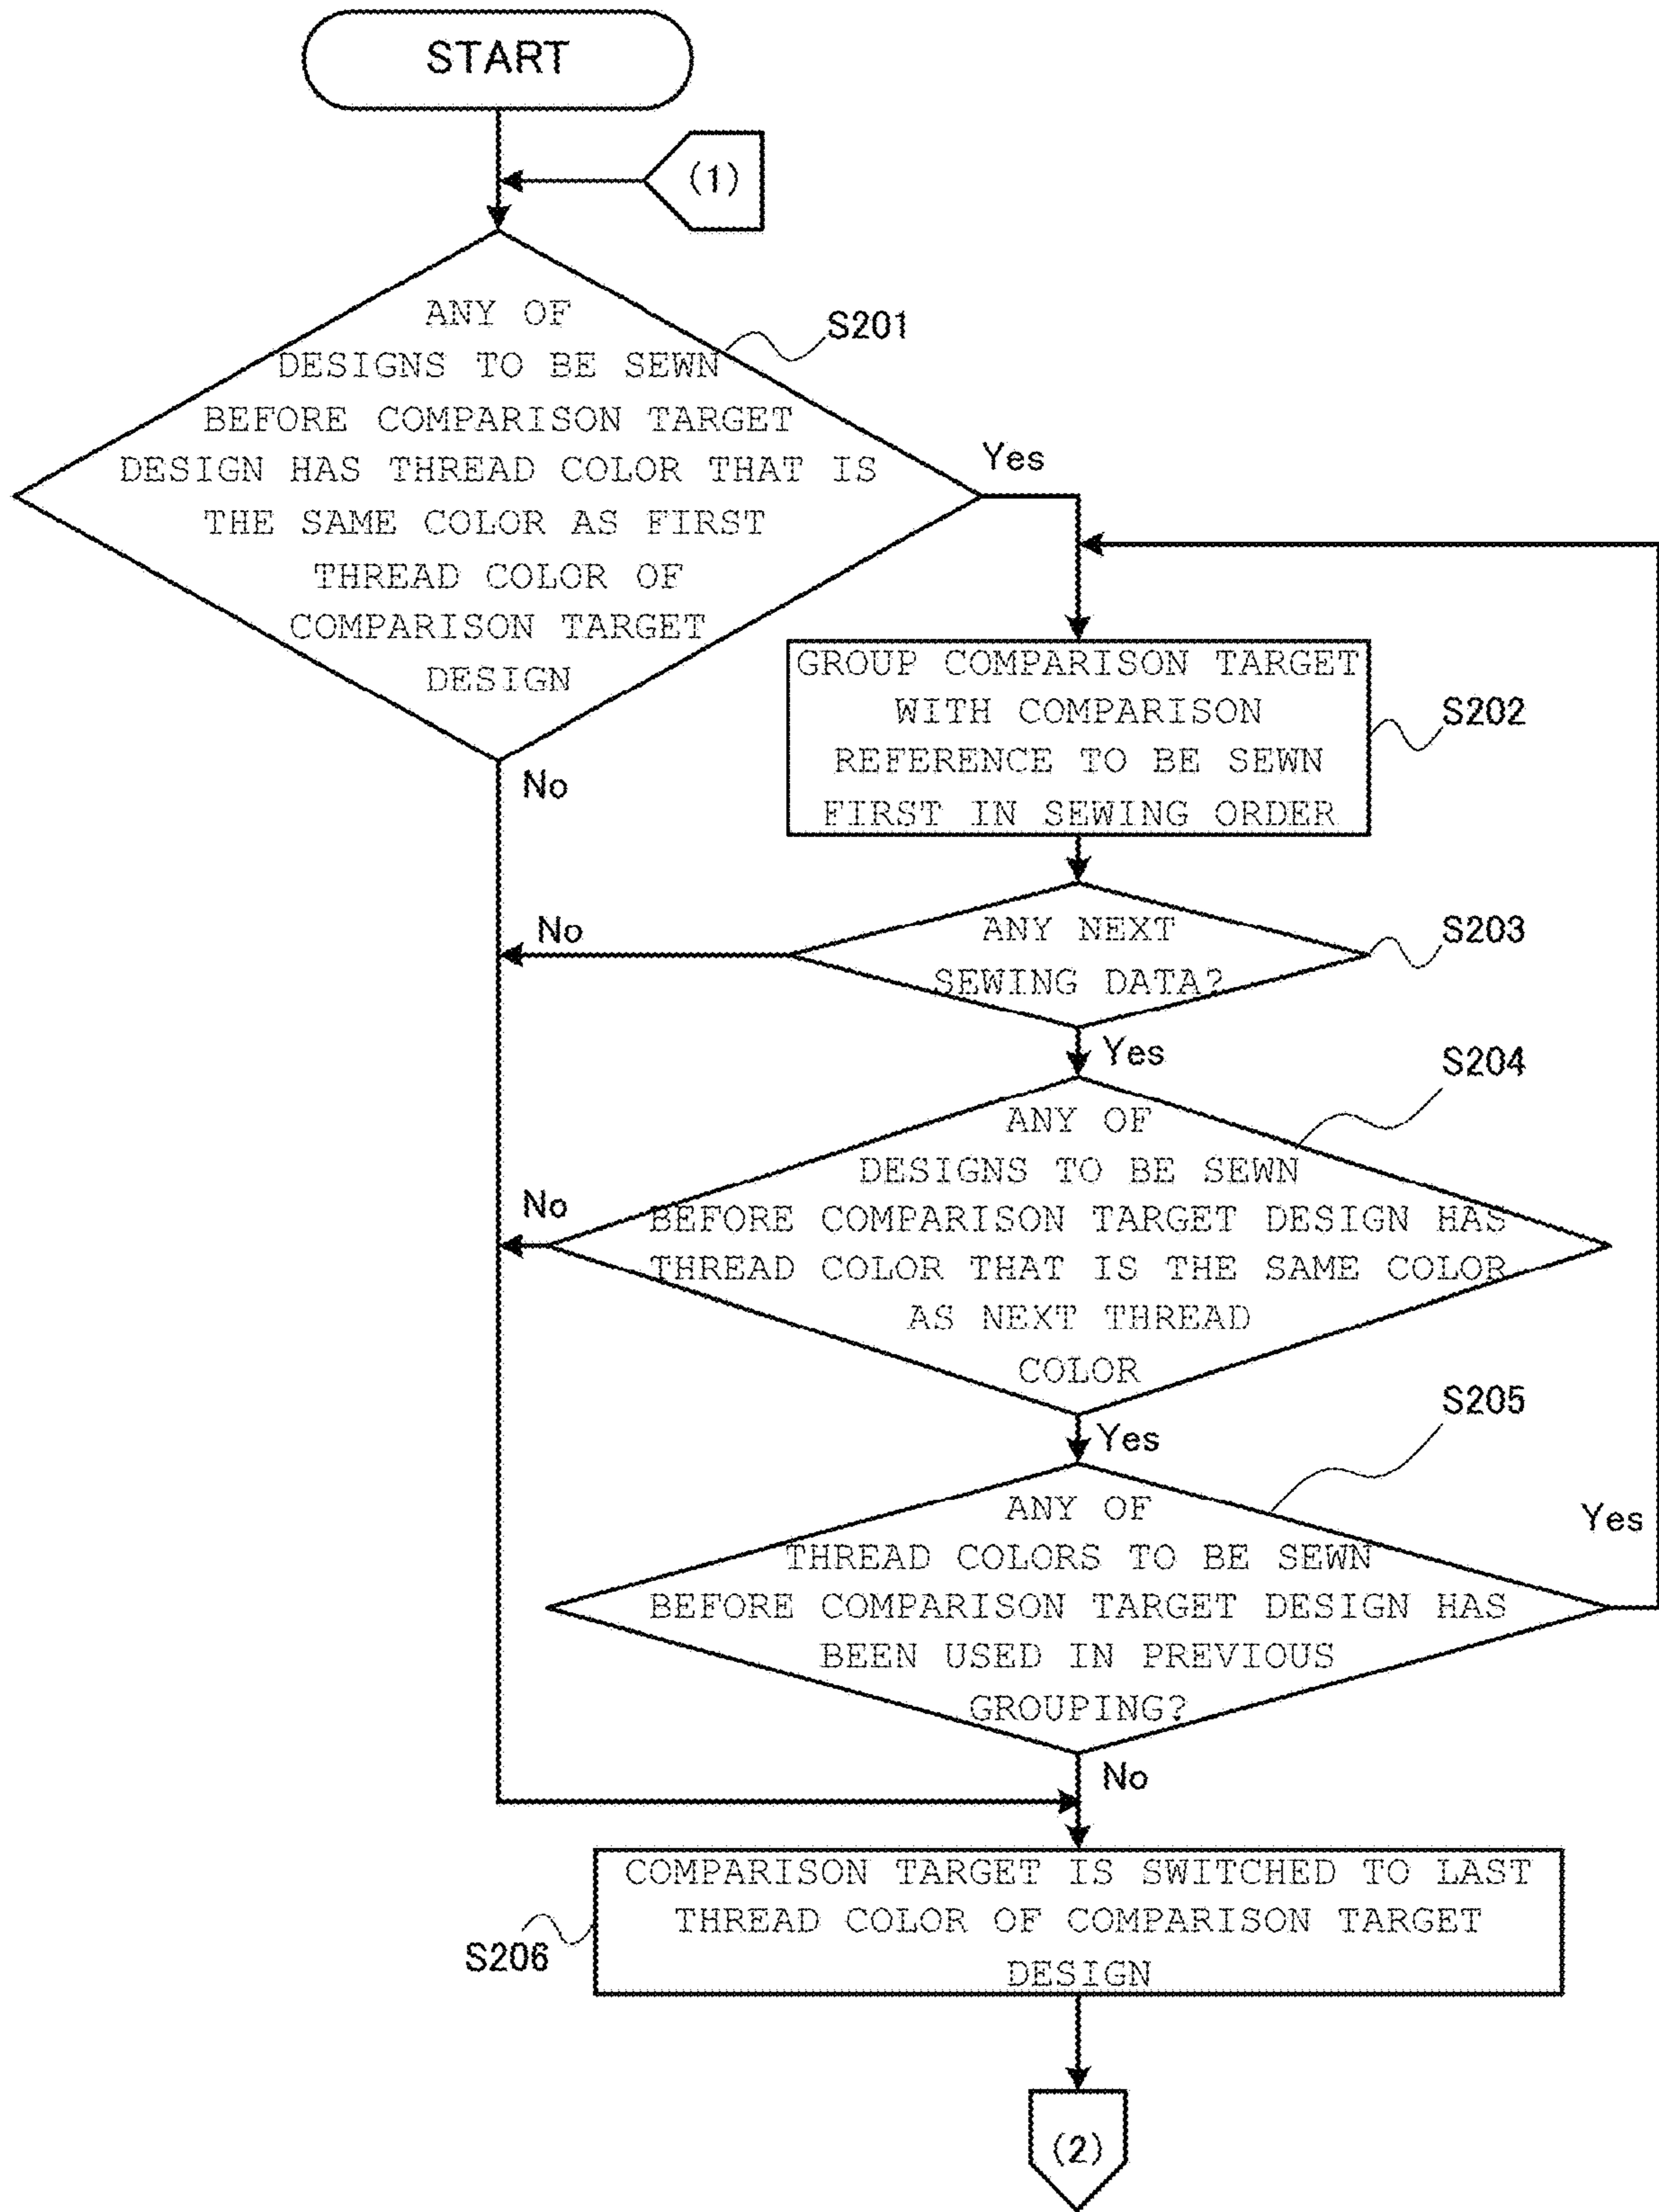 START
(1)
ANY OF
DESIGNS TO BE SEWN
BEFORE COMPARISON TARGET
DESIGN HAS THREAD COLOR THAT IS
THE SAME COLOR AS FIRST
THREAD COLOR OF
COMPARISON TARGET
DESIGN
S201
Yes
No
GROUP COMPARISON TARGET
WITH COMPARISON
REFERENCE TO BE SEWN
FIRST IN SEWING ORDER
S202
ANY NEXT
SEWING DATA?
S203
No
Yes
ANY OF
DESIGNS TO BE SEWN
BEFORE COMPARISON TARGET DESIGN HAS
THREAD COLOR THAT IS THE SAME COLOR
AS NEXT THREAD
COLOR
S204
No
Yes
ANY OF
THREAD COLORS TO BE SEWN
BEFORE COMPARISON TARGET DESIGN HAS
BEEN USED IN PREVIOUS
GROUPING?
S205
Yes
No
COMPARISON TARGET IS SWITCHED TO LAST
THREAD COLOR OF COMPARISON TARGET
DESIGN
S206
(2)